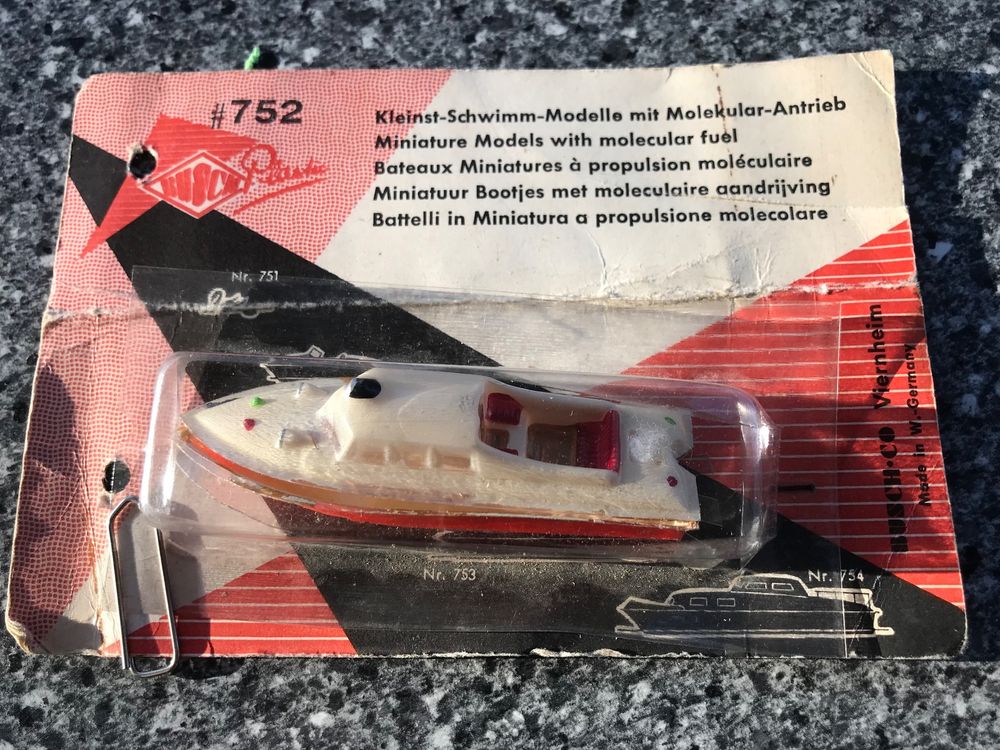 #752
BUSCH
Kleinst-Schwimm-Modelle mit Molekular-Antrieb
Miniature Models with molecular fuel
Bateaux Miniatures à propulsion moléculaire
Miniatuur Bootjes met moleculaire aandrijving
Battelli in Miniatura a propulsione molecolare
Nr. 751
Nr. 753
Nr. 754
BUSCH·CO Viernheim
Made in W.-Germany